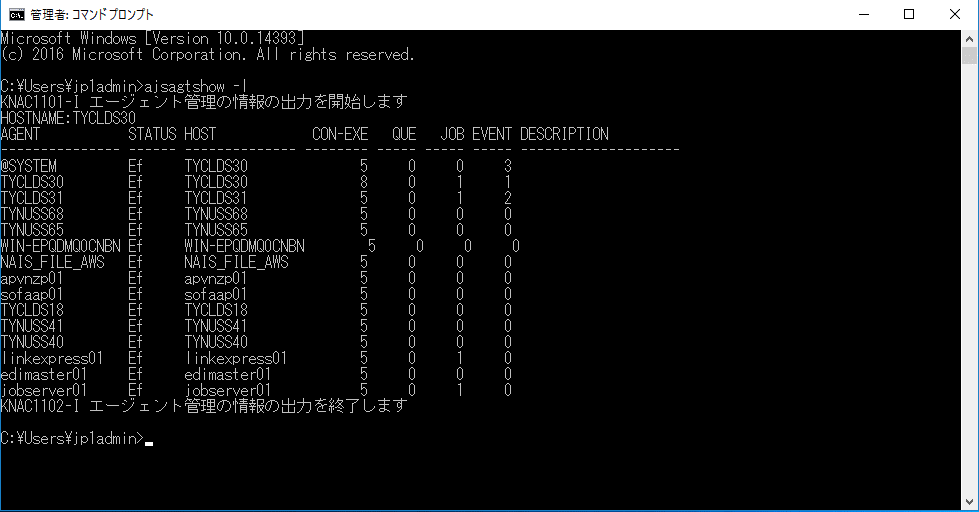 管理者: コマンドプロンプト
Microsoft Windows [Version 10.0.14393]
(c) 2016 Microsoft Corporation. All rights reserved.
C:¥Users¥jp1admin>ajsagtshow -l
KNAC1101-I エージェント管理の情報の出力を開始します
HOSTNAME:TYCLDS30
AGENT           STATUS HOST            CON-EXE   QUE   JOB EVENT DESCRIPTION
--------------- ------ -------------- -------- ----- ----- ----- --------------------
@SYSTEM         Ef     TYCLDS30              5     0     0     3
TYCLDS30        Ef     TYCLDS30              8     0     1     1
TYCLDS31        Ef     TYCLDS31              5     0     1     2
TYNUSS68        Ef     TYNUSS68              5     0     0     0
TYNUSS65        Ef     TYNUSS65              5     0     0     0
WIN-EPQDMQ0CNBN Ef     WIN-EPQDMQ0CNBN        5     0     0     0
NAIS_FILE_AWS   Ef     NAIS_FILE_AWS         5     0     0     0
apvnzp01        Ef     apvnzp01              5     0     0     0
sofaap01        Ef     sofaap01              5     0     0     0
TYCLDS18        Ef     TYCLDS18              5     0     0     0
TYNUSS41        Ef     TYNUSS41              5     0     0     0
TYNUSS40        Ef     TYNUSS40              5     0     0     0
linkexpress01   Ef     linkexpress01         5     0     1     0
edimaster01     Ef     edimaster01           5     0     0     0
jobserver01     Ef     jobserver01           5     0     1     0
KNAC1102-I エージェント管理の情報の出力を終了します
C:¥Users¥jp1admin>